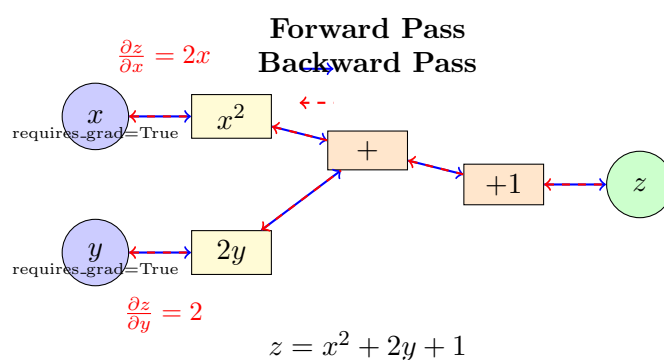 Forward Pass
Backward Pass
∂z/∂x = 2x
x
requires_grad=True
x²
+
+1
z
y
requires_grad=True
2y
∂z/∂y = 2
z = x² + 2y + 1